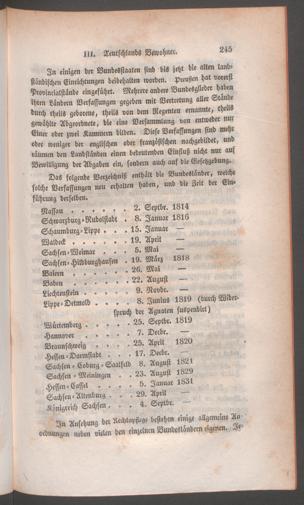 III. Teutschlands Bewohner. 245
In einigen der Bundesstaaten sind bis jetzt die alten land-
ständischen Einrichtungen beibehalten worden. Preußen hat vorerst
Provincialstände eingeführt. Mehrere andere Bundesglieder haben
ihren Ländern Verfassungen gegeben mit Vertretung aller Stände
durch theils geborene, theils von dem Regenten ernannte, theils
gewählte Abgeordnete, die eine Versammlung von entweder nur
Einer oder zwei Kammern bilden. Diese Verfassungen sind mehr
oder weniger der englischen oder französischen nachgebildet, und
räumen den Landständen einen bedeutenden Einfluß nicht nur auf
Bewilligung der Abgaben ein, sondern auch auf die Gesetzgebung.
Das folgende Verzeichniß enthält die Bundesländer, welche
solche Verfassungen neu erhalten haben, und die Zeit der Ein-
führung derselben.
Nassau . . . . . . . 2. Septbr. 1814
Schwarzburg-Rudolstadt . 8. Januar 1816
Schaumburg-Lippe . . . 15. Januar —
Waldeck . . . . . . 19. April —
Sachsen-Weimar . . . . 5. Mai —
Sachsen-Hildburghausen . 19. März 1818
Baiern . . . . . . 26. Mai —
Baden . . . . . . 22. August —
Liechtenstein . . . . . 9. Novbr. —
Lippe-Detmold . . . . 8. Junius 1819 (durch Wider-
spruch der Agnaten suspendirt)
Würtemberg . . . . . 25. Septbr. 1819
Hannover . . . . . 7. Decbr. —
Braunschweig . . . . 25. April 1820
Hessen-Darmstadt . . . 17. Decbr. —
Sachsen-Coburg-Saalfeld 8. August 1821
Sachsen-Meiningen . . 23. August 1829
Hessen-Cassel . . . . 5. Januar 1831
Sachsen-Altenburg . . . 29. April —
Königreich Sachsen . . . 4. Septbr. —
In Ansehung der Rechtspflege bestehen einige allgemeine An-
ordnungen neben vielen den einzelnen Bundesländern eigenen.